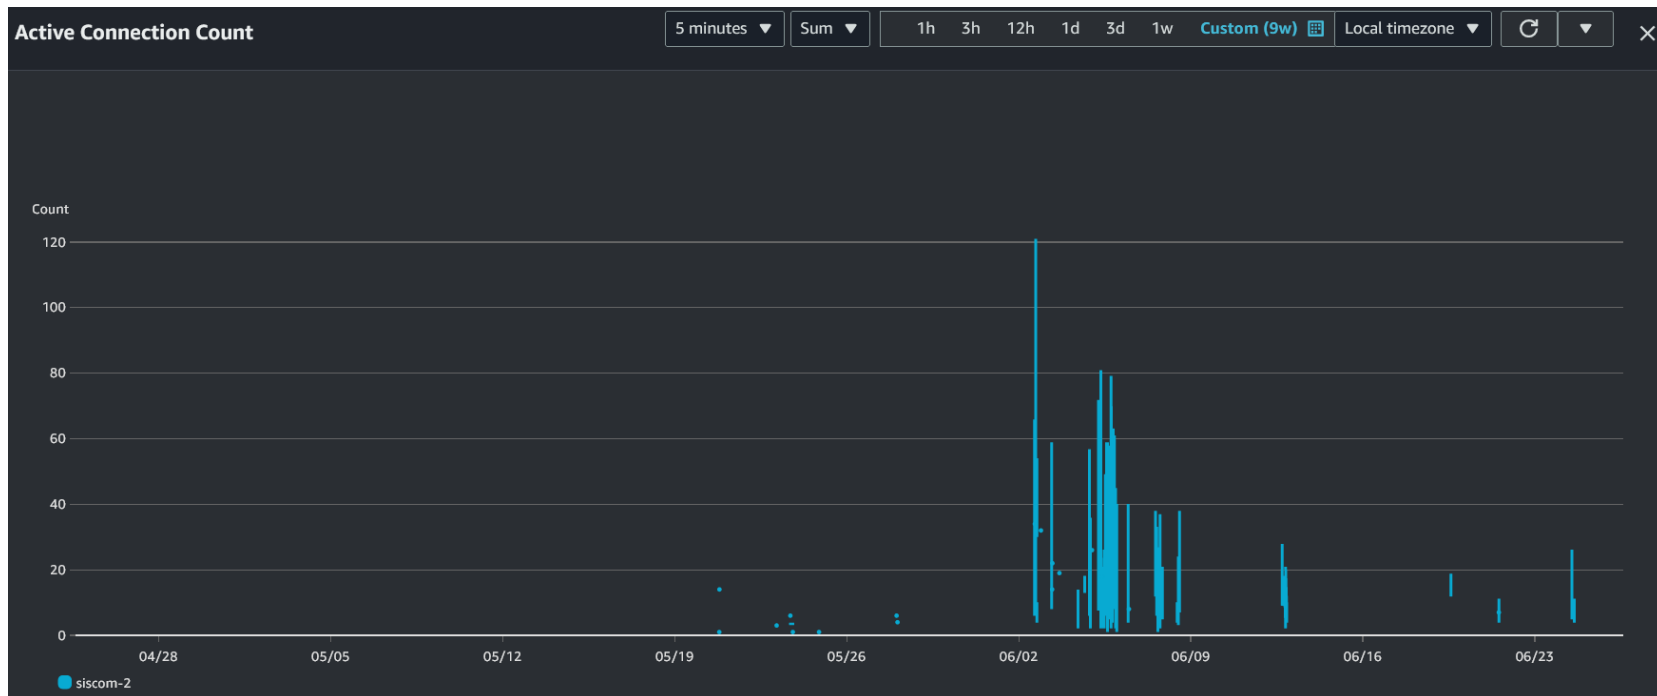 Active Connection Count
5 minutes Sum 1h 3h 12h 1d 3d 1w Custom (9w) Local timezone
Count
120
100
80
60
40
20
0
04/28 05/05 05/12 05/19 05/26 06/02 06/09 06/16 06/23
siscom-2